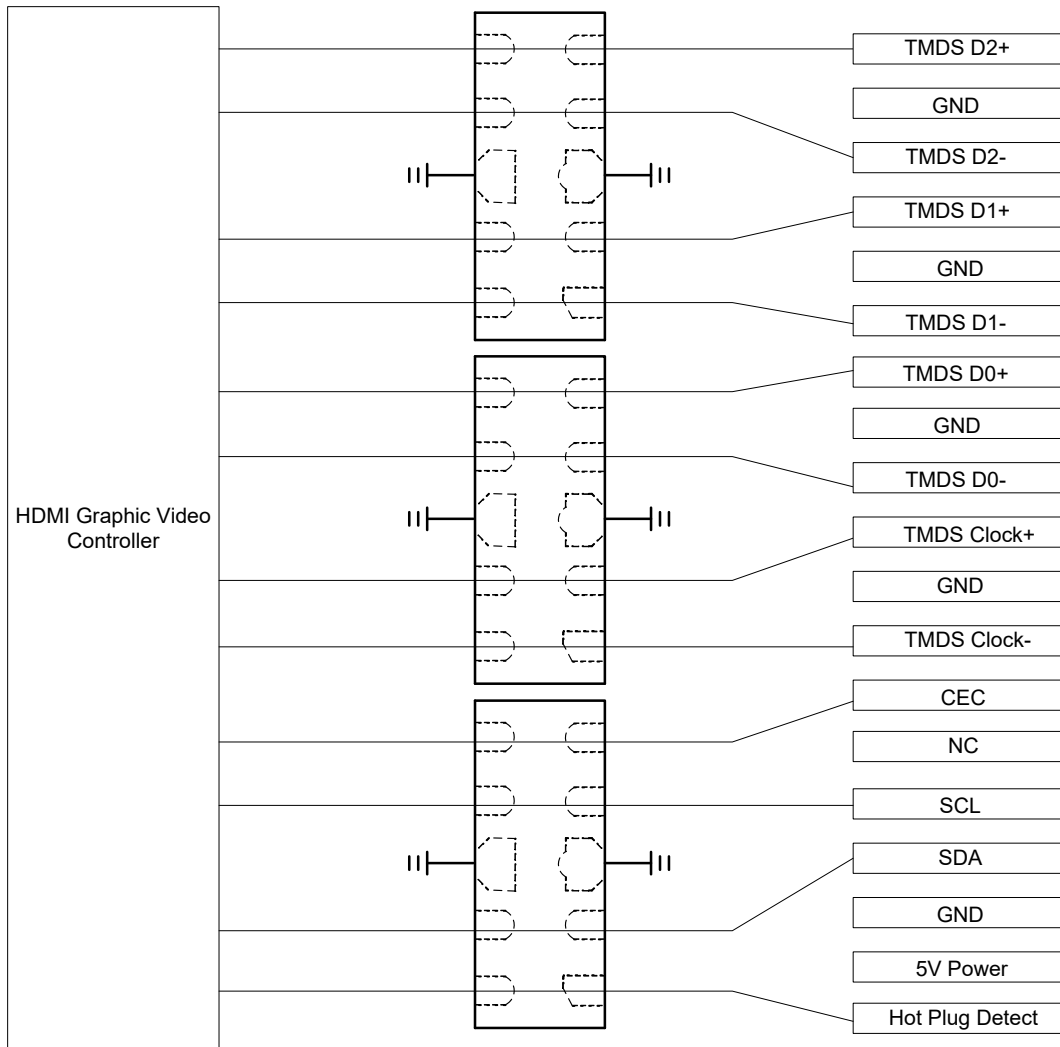 TMDS D2+
GND
TMDS D2-
TMDS D1+
GND
TMDS D1-
TMDS D0+
GND
TMDS D0-
HDMI Graphic Video
Controller
TMDS Clock+
GND
TMDS Clock-
CEC
NC
SCL
SDA
GND
5V Power
Hot Plug Detect